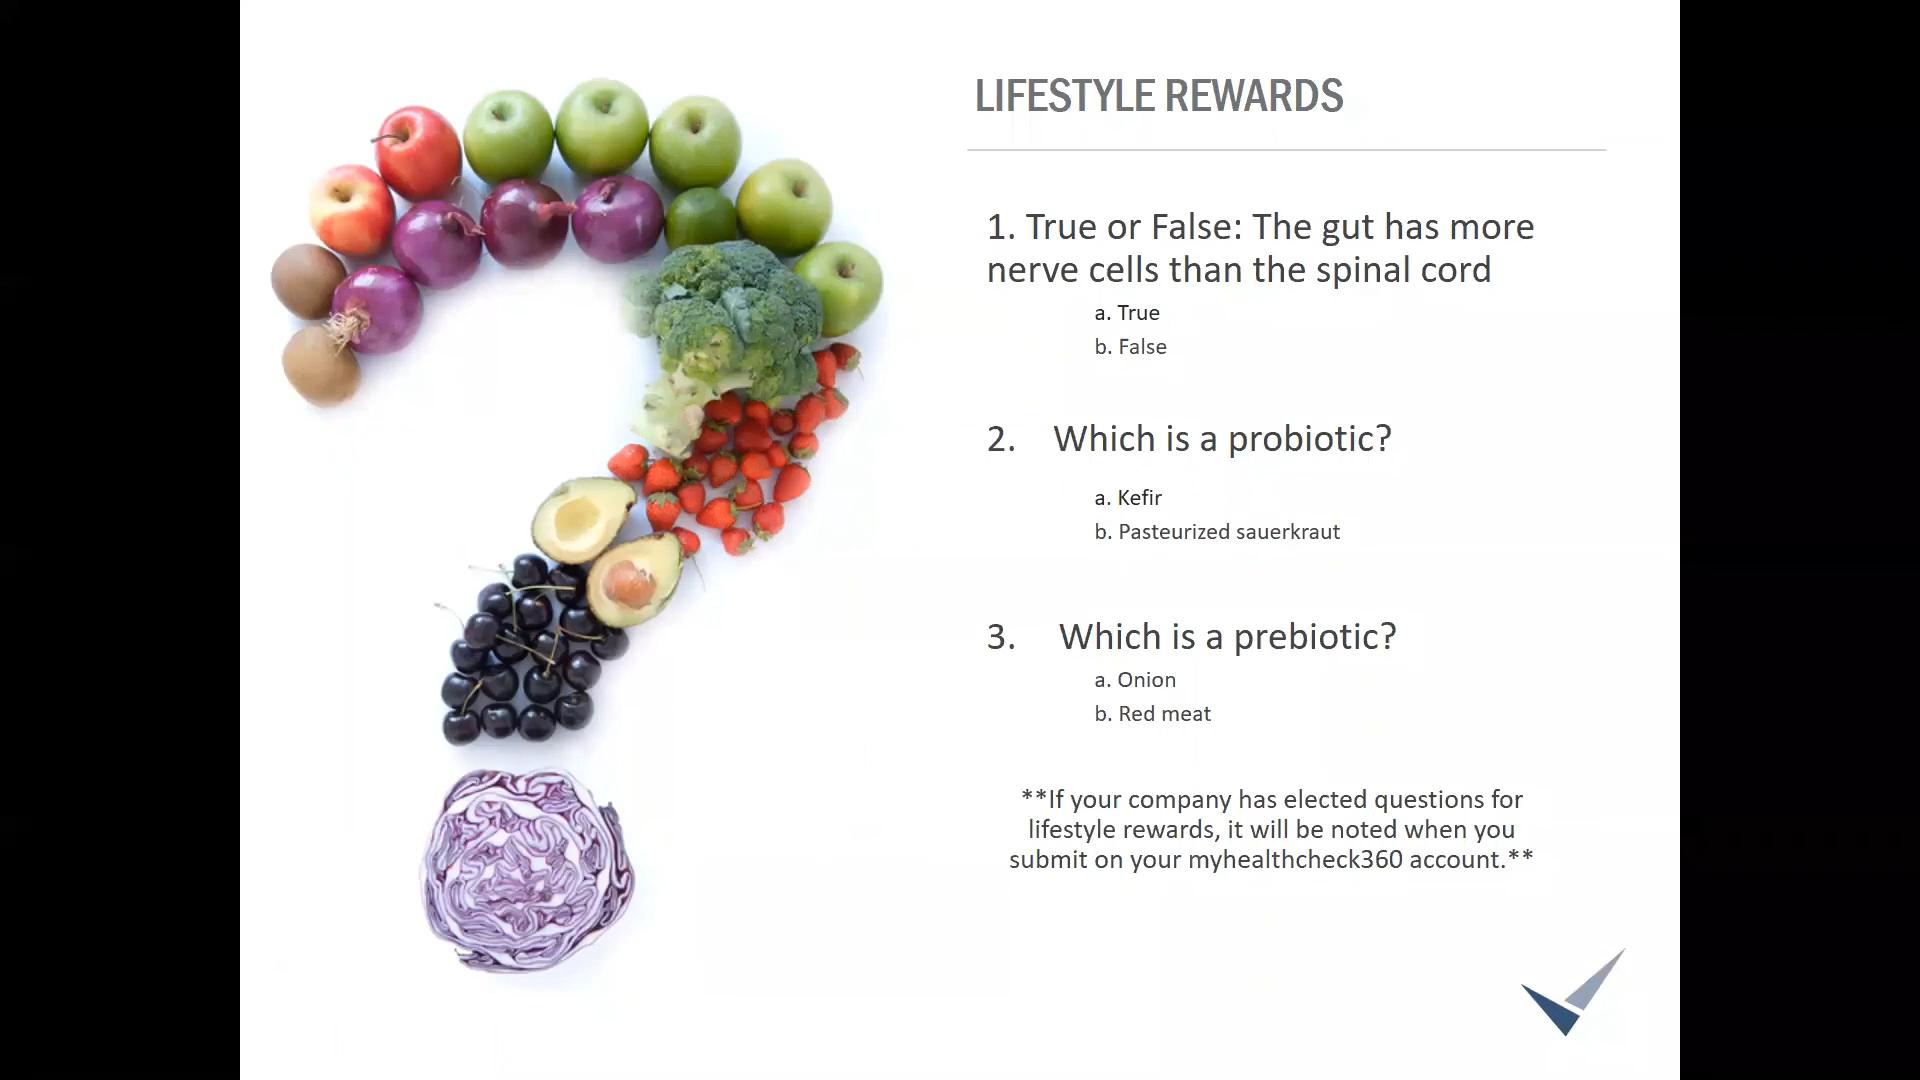 LIFESTYLE REWARDS
1. True or False: The gut has more
nerve cells than the spinal cord
a. True
b. False
2. Which is a probiotic?
a. Kefir
b. Pasteurized sauerkraut
3. Which is a prebiotic?
a. Onion
b. Red meat
**If your company has elected questions for
lifestyle rewards, it will be noted when you
submit on your myhealthcheck360 account.**